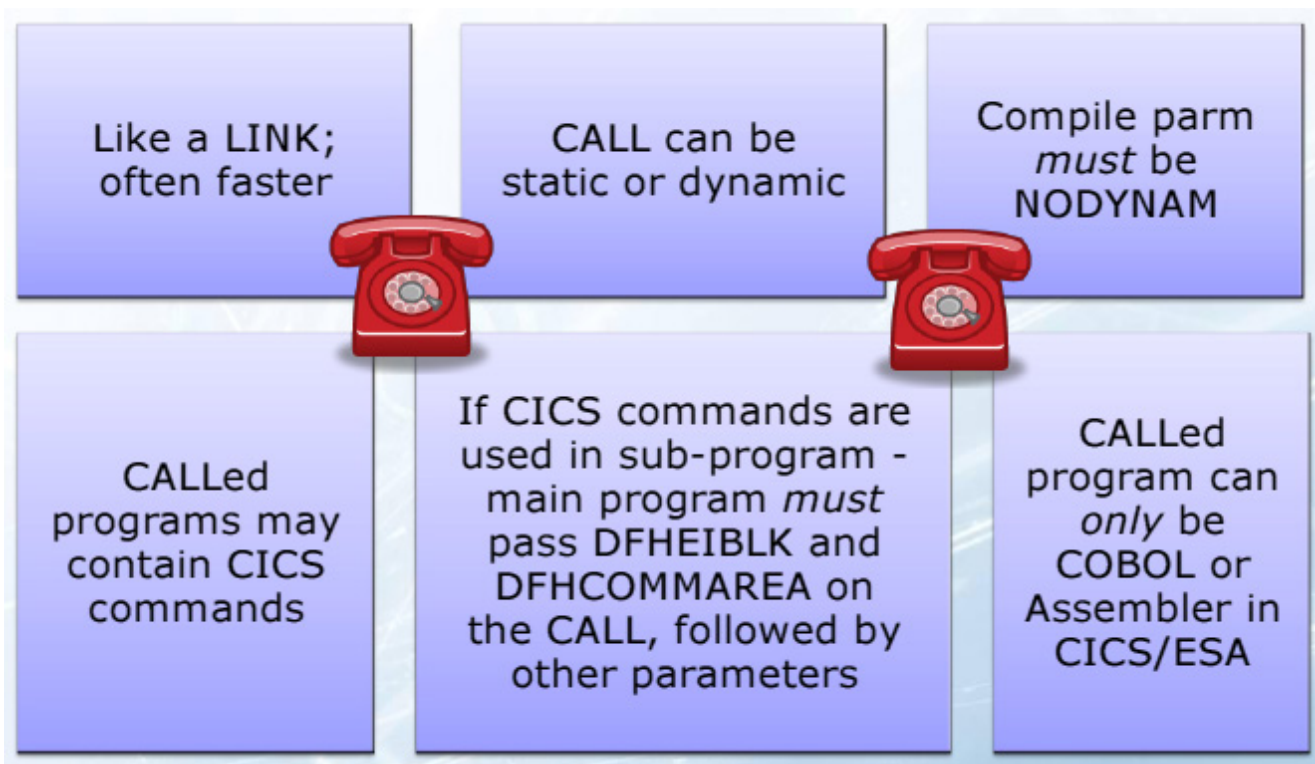 Like a LINK;
often faster
CALL can be
static or dynamic
Compile parm
must be
NODYNAM
CALLed
programs may
contain CICS
commands
If CICS commands are
used in sub-program -
main program must
pass DFHEIBLK and
DFHCOMMAREA on
the CALL, followed by
other parameters
CALLed
program can
only be
COBOL or
Assembler in
CICS/ESA